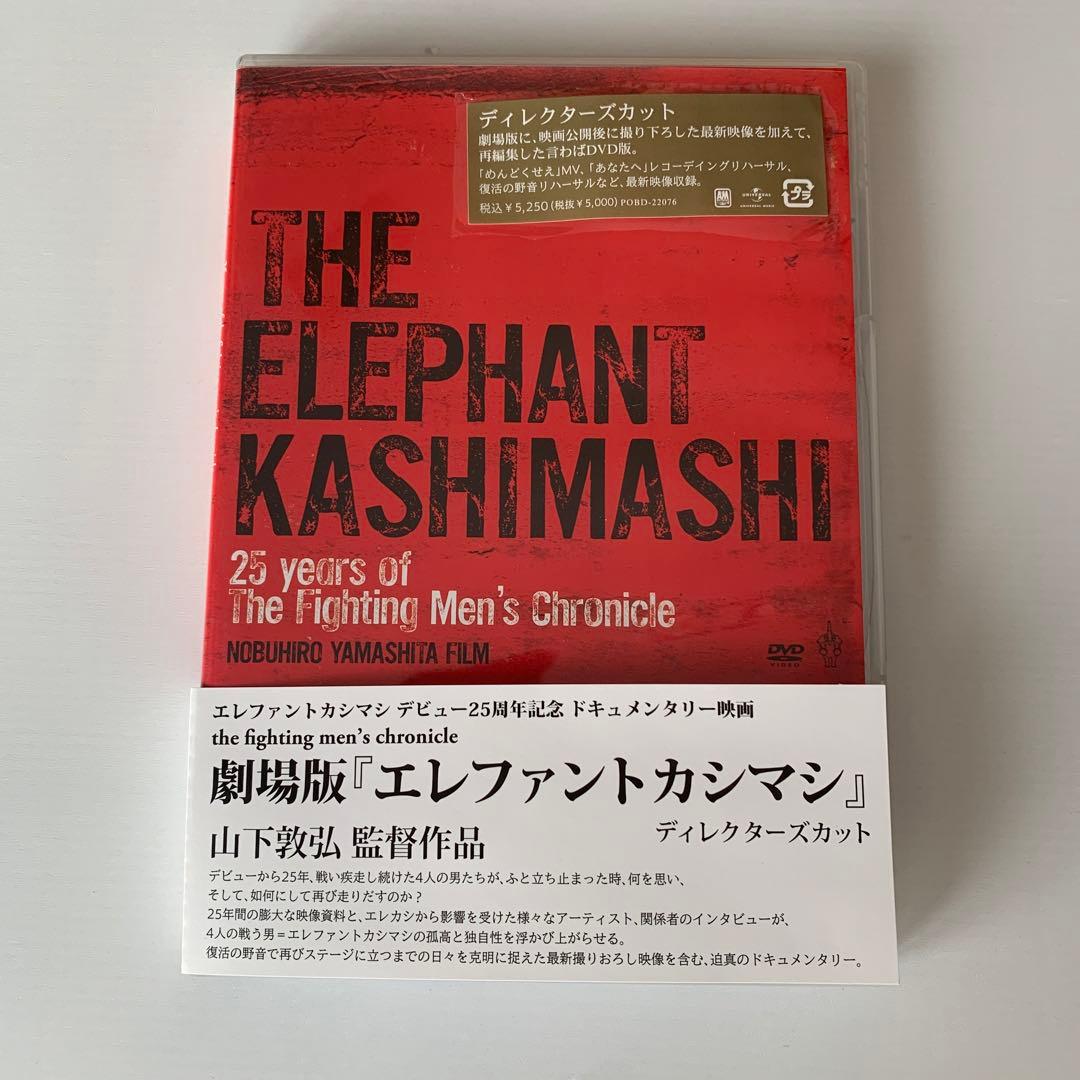 ディレクターズカット
劇場版に、映画公開後に撮り下ろした最新映像を加えて、
再編集した言わばDVD版。
「めんどくせえ」MV、「あなたへ」レコーデイングリハーサル、
復活の野音リハーサルなど、最新映像収録。
税込¥5,250(税抜¥5,000) POBD-22076
A&M
UNIVERSAL
UNIVERSAL MUSIC
プラ
THE
ELEPHANT
KASHIMASHI
25 years of
The Fighting Men's Chronicle
NOBUHIRO YAMASHITA FILM
DVD
VIDEO
エレファントカシマシ デビュー25周年記念 ドキュメンタリー映画
the fighting men's chronicle
劇場版『エレファントカシマシ』
ディレクターズカット
山下敦弘 監督作品
デビューから25年、戦い疾走し続けた4人の男たちが、ふと立ち止まった時、何を思い、
そして、如何にして再び走りだすのか?
25年間の膨大な映像資料と、エレカシから影響を受けた様々なアーティスト、関係者のインタビューが、
4人の戦う男=エレファントカシマシの孤高と独自性を浮かび上がらせる。
復活の野音で再びステージに立つまでの日々を克明に捉えた最新撮りおろし映像を含む、迫真のドキュメンタリー。